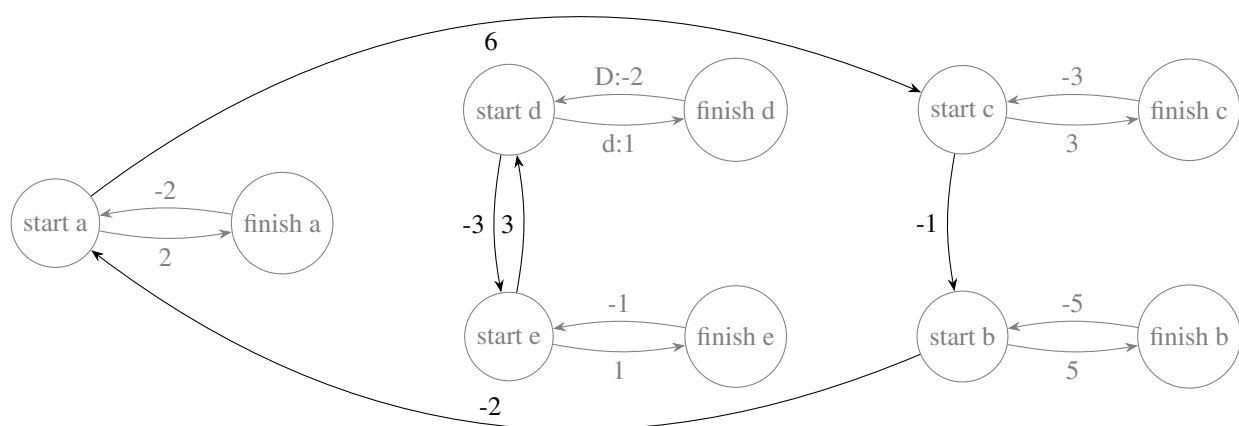 6
D:-2
-3
start d
finish d
start c
finish c
d:1
3
-2
start a
finish a
-3
3
-1
2
-1
-5
start e
finish e
start b
finish b
1
5
-2